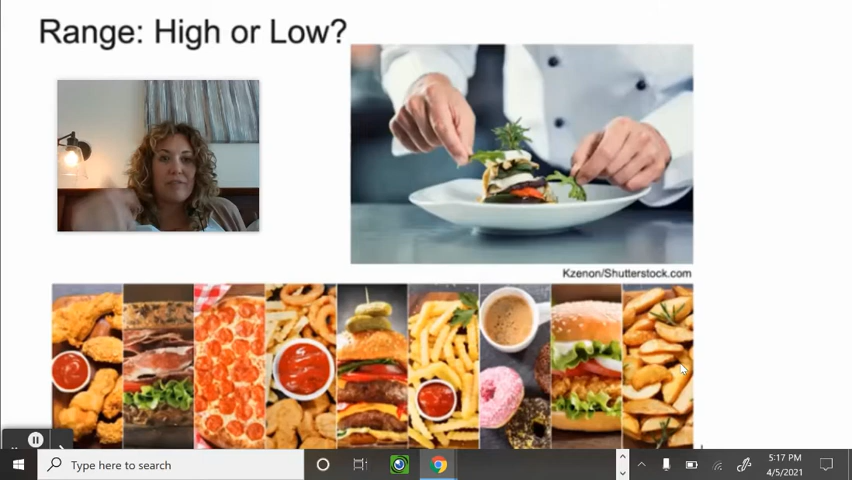 Range: High or Low?
Kzenon/Shutterstock.com
Type here to search
5:17 PM
4/5/2021